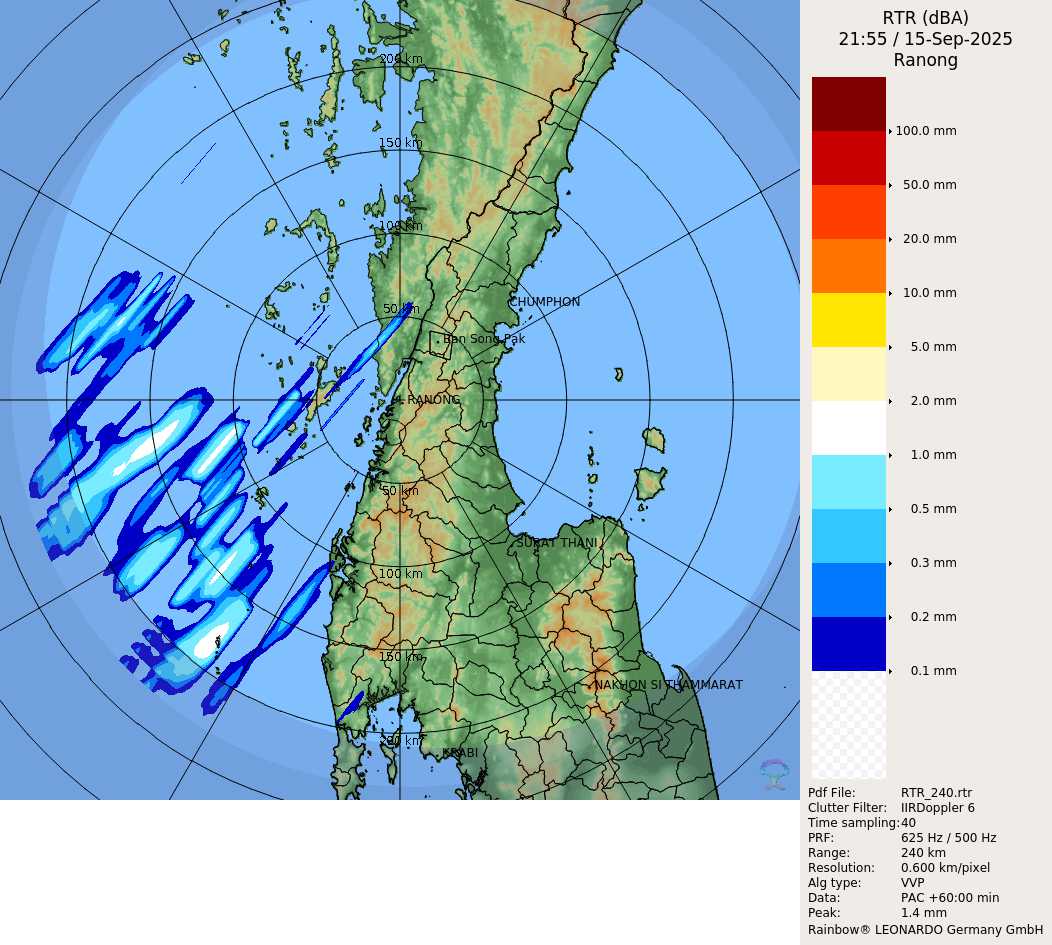 RTR (dBA)
21:55 / 15-Sep-2025
Ranong
200 km
150 km
100 km
50 km
CHUMPHON
Ban Song Pak
RANONG
50 km
SURAT THANI
100 km
150 km
NAKHON SI THAMMARAT
200 km
KRABI
100.0 mm
50.0 mm
20.0 mm
10.0 mm
5.0 mm
2.0 mm
1.0 mm
0.5 mm
0.3 mm
0.2 mm
0.1 mm
Pdf File: RTR_240.rtr
Clutter Filter: IIRDoppler 6
Time sampling:40
PRF: 625 Hz / 500 Hz
Range: 240 km
Resolution: 0.600 km/pixel
Alg type: VVP
Data: PAC +60:00 min
Peak: 1.4 mm
Rainbow® LEONARDO Germany GmbH